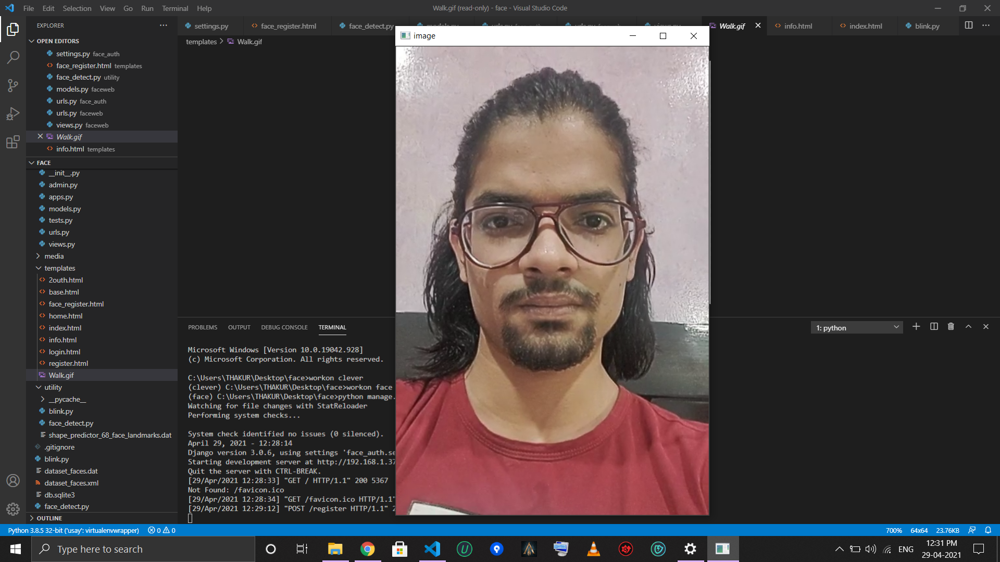 File Edit Selection View Go Run Terminal Help
Walk.gif (read-only) - face - Visual Studio Code
EXPLORER
settings.py
face_register.html
face_detect.py
Walk.gif
info.html
index.html
blink.py
templates > Walk.gif
image
OPEN EDITORS
settings.py face_auth
face_register.html templates
face_detect.py utility
models.py faceweb
urls.py face_auth
urls.py faceweb
views.py faceweb
Walk.gif
info.html templates
FACE
__init__.py
admin.py
apps.py
models.py
tests.py
urls.py
views.py
media
templates
2outh.html
base.html
face_register.html
home.html
index.html
info.html
login.html
register.html
Walk.gif
utility
__pycache__
blink.py
face_detect.py
shape_predictor_68_face_landmarks.dat
.gitignore
blink.py
dataset_faces.dat
dataset_faces.xml
db.sqlite3
face_detect.py
OUTLINE
PROBLEMS OUTPUT DEBUG CONSOLE TERMINAL
1: python
Microsoft Windows [Version 10.0.19042.928]
(c) Microsoft Corporation. All rights reserved.
C:\Users\THAKUR\Desktop\face>workon clever
(clever) C:\Users\THAKUR\Desktop\face>workon face
(face) C:\Users\THAKUR\Desktop\face>python manage.
Watching for file changes with StatReloader
Performing system checks...
System check identified no issues (0 silenced).
April 29, 2021 - 12:28:14
Django version 3.0.6, using settings 'face_auth.se
Starting development server at http://192.168.1.37
Quit the server with CTRL-BREAK.
[29/Apr/2021 12:28:33] "GET / HTTP/1.1" 200 5367
Not Found: /favicon.ico
[29/Apr/2021 12:28:34] "GET /favicon.ico HTTP/1.1"
[29/Apr/2021 12:29:12] "POST /register HTTP/1.1" 2
Python 3.8.5 32-bit ('usay': virtualenvwrapper) 0 0
700% 64x64 23.76KB
Type here to search
ENG
12:31 PM
29-04-2021